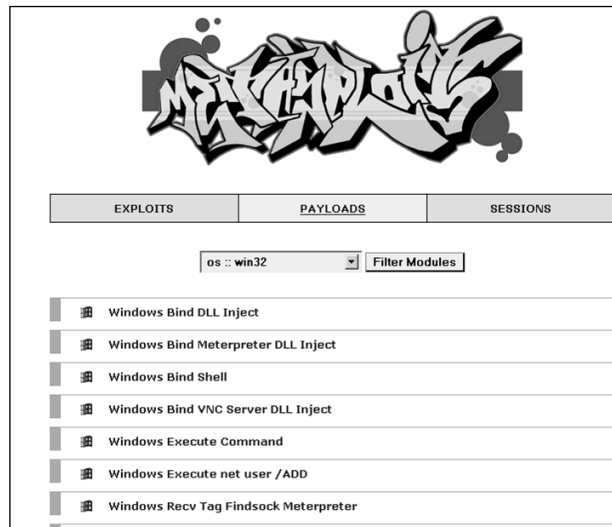 METASPLOIT
EXPLOITS PAYLOADS SESSIONS
os :: win32 Filter Modules
Windows Bind DLL Inject
Windows Bind Meterpreter DLL Inject
Windows Bind Shell
Windows Bind VNC Server DLL Inject
Windows Execute Command
Windows Execute net user /ADD
Windows Recv Tag Findsock Meterpreter